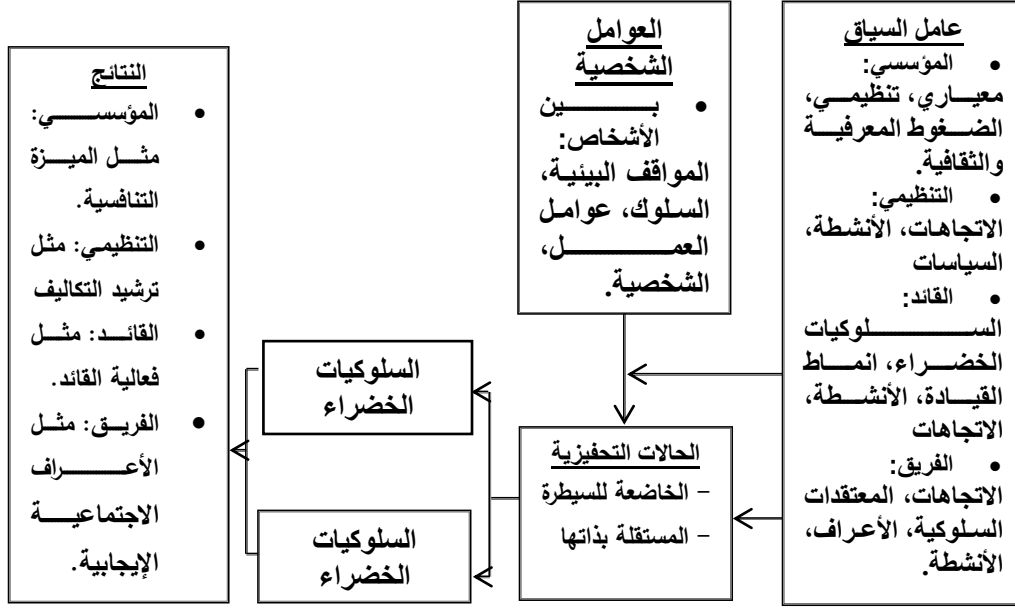 عامل السياق
• المؤسسي:
معياري، تنظيمي،
الضغوط المعرفية
والثقافية.
• التنظيمي:
الاتجاهات، الأنشطة،
السياسات
• القائد:
السلوكيات
الخضراء، انماط
القيادة، الأنشطة،
الاتجاهات
• الفريق:
الاتجاهات، المعتقدات
السلوكية، الأعراف،
الأنشطة.
العوامل
الشخصية
• بين
الأشخاص:
المواقف البيئية،
السلوك، عوامل
العمل،
الشخصية.
الحالات التحفيزية
- الخاضعة للسيطرة
- المستقلة بذاتها
السلوكيات
الخضراء
السلوكيات
الخضراء
النتائج
• المؤسسي:
مثل الميزة
التنافسية.
• التنظيمي: مثل
ترشيد التكاليف
• القائد: مثل
فعالية القائد.
• الفريق: مثل
الأعراف
الاجتماعية
الإيجابية.